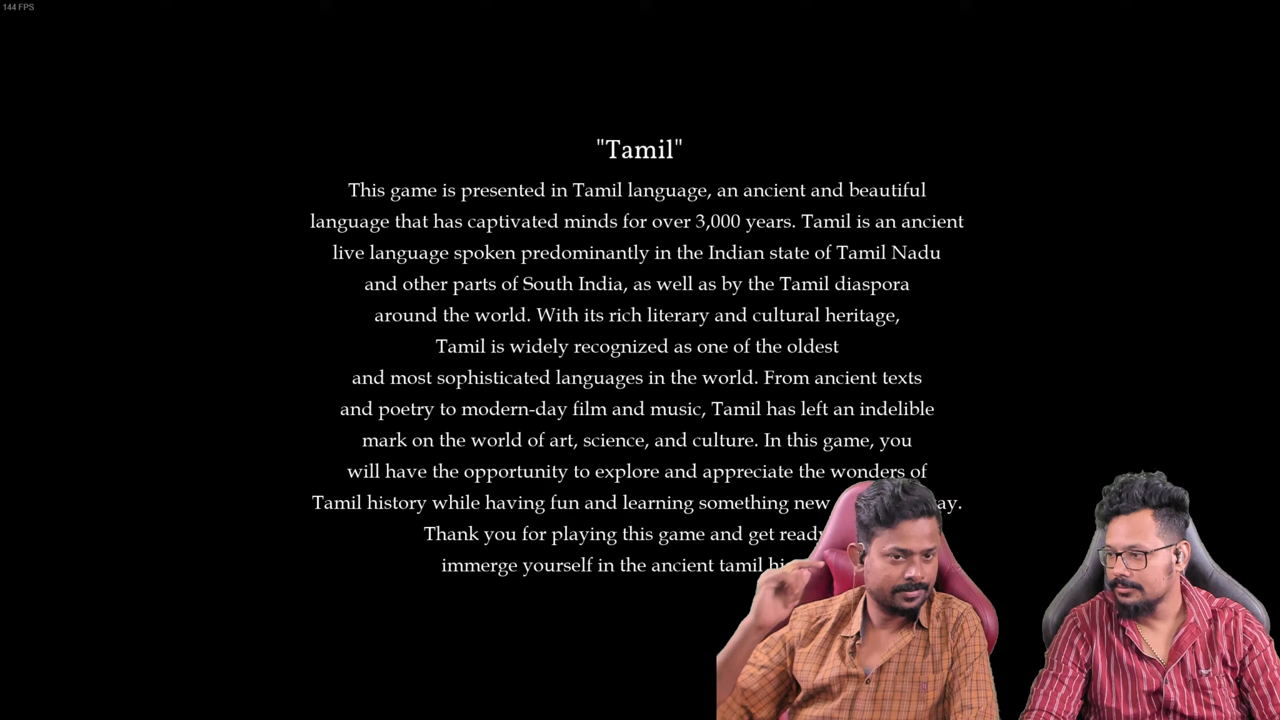 144 FPS
"Tamil"
This game is presented in Tamil language, an ancient and beautiful
language that has captivated minds for over 3,000 years. Tamil is an ancient
live language spoken predominantly in the Indian state of Tamil Nadu
and other parts of South India, as well as by the Tamil diaspora
around the world. With its rich literary and cultural heritage,
Tamil is widely recognized as one of the oldest
and most sophisticated languages in the world. From ancient texts
and poetry to modern-day film and music, Tamil has left an indelible
mark on the world of art, science, and culture. In this game, you
will have the opportunity to explore and appreciate the wonders of
Tamil history while having fun and learning something new
Thank you for playing this game and get ready
immerge yourself in the ancient tamil